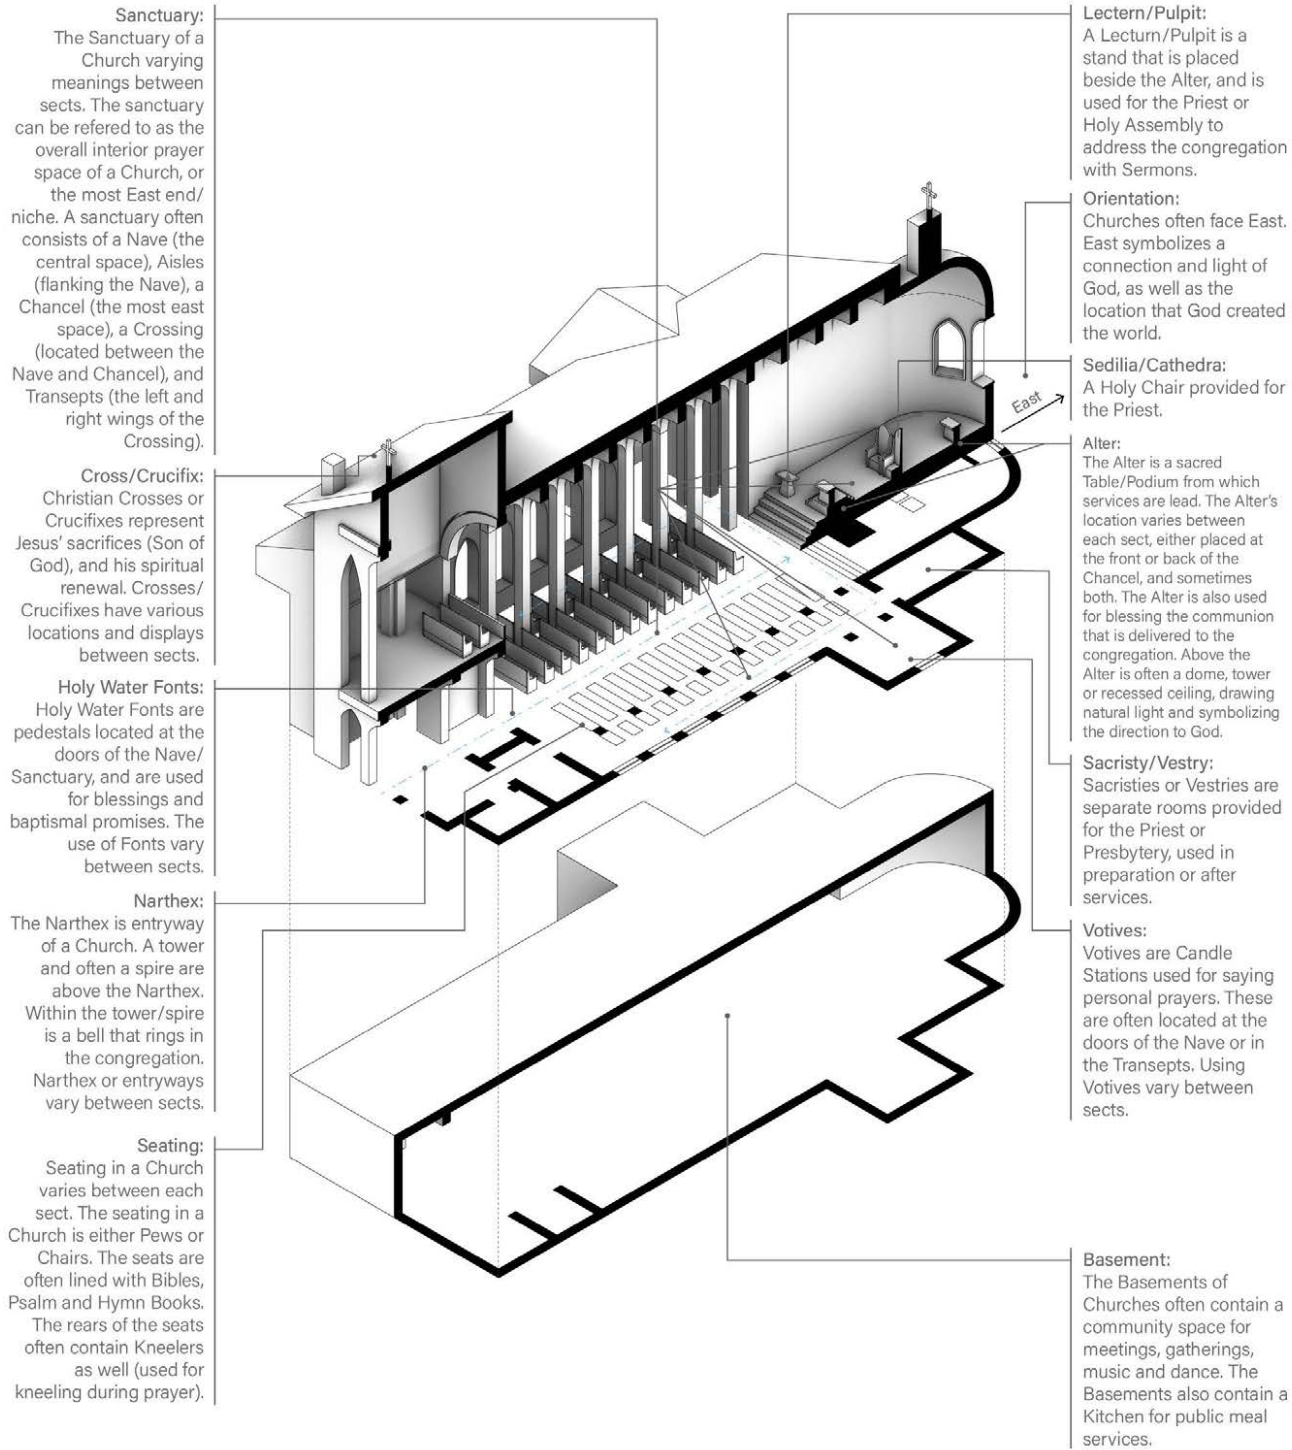 Sanctuary:
The Sanctuary of a
Church varying
meanings between
sects. The sanctuary
can be refered to as the
overall interior prayer
space of a Church, or
the most East end/
niche. A sanctuary often
consists of a Nave (the
central space), Aisles
(flanking the Nave), a
Chancel (the most east
space), a Crossing
(located between the
Nave and Chancel), and
Transepts (the left and
right wings of the
Crossing).
Cross/Crucifix:
Christian Crosses or
Crucifixes represent
Jesus' sacrifices (Son of
God), and his spiritual
renewal. Crosses/
Crucifixes have various
locations and displays
between sects.
Holy Water Fonts:
Holy Water Fonts are
pedestals located at the
doors of the Nave/
Sanctuary, and are used
for blessings and
baptismal promises. The
use of Fonts vary
between sects.
Narthex:
The Narthex is entryway
of a Church. A tower
and often a spire are
above the Narthex.
Within the tower/spire
is a bell that rings in
the congregation.
Narthex or entryways
vary between sects.
Seating:
Seating in a Church
varies between each
sect. The seating in a
Church is either Pews or
Chairs. The seats are
often lined with Bibles,
Psalm and Hymn Books.
The rears of the seats
often contain Kneelers
as well (used for
kneeling during prayer).
East
Lectern/Pulpit:
A Lecturn/Pulpit is a
stand that is placed
beside the Alter, and is
used for the Priest or
Holy Assembly to
address the congregation
with Sermons.
Orientation:
Churches often face East.
East symbolizes a
connection and light of
God, as well as the
location that God created
the world.
Sedilia/Cathedra:
A Holy Chair provided for
the Priest.
Alter:
The Alter is a sacred
Table/Podium from which
services are lead. The Alter's
location varies between
each sect, either placed at
the front or back of the
Chancel, and sometimes
both. The Alter is also used
for blessing the communion
that is delivered to the
congregation. Above the
Alter is often a dome, tower
or recessed ceiling, drawing
natural light and symbolizing
the direction to God.
Sacristy/Vestry:
Sacristies or Vestries are
separate rooms provided
for the Priest or
Presbytery, used in
preparation or after
services.
Votives:
Votives are Candle
Stations used for saying
personal prayers. These
are often located at the
doors of the Nave or in
the Transepts. Using
Votives vary between
sects.
Basement:
The Basements of
Churches often contain a
community space for
meetings, gatherings,
music and dance. The
Basements also contain a
Kitchen for public meal
services.